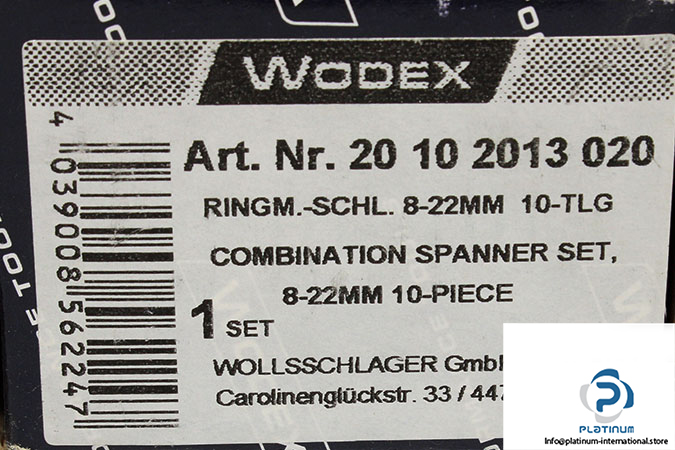 WODEX
Art. Nr. 20 10 2013 020
RINGM.-SCHL. 8-22MM 10-TLG
COMBINATION SPANNER SET,
8-22MM 10-PIECE
1 SET
WOLLSSCHLAGER GmbH
Carolinenglückstr. 33 / 447
4 039008 562247
PLATINUM
Info@platinum-international.store